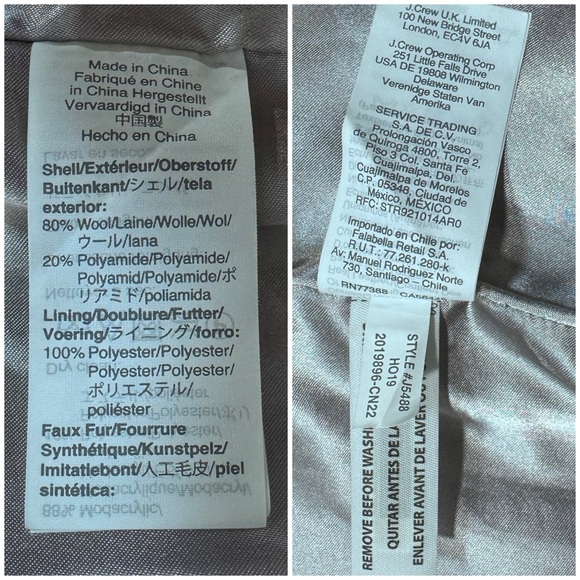 Made in China
Fabriqué en Chine
in China Hergestellt
Vervaardigd in China
中国製
Hecho en China
Shell/Extérieur/Oberstoff/
Buitenkant/シェル/tela
exterior:
80% Wool/Laine/Wolle/Wol/
ウール/lana
20% Polyamide/Polyamide/
Polyamid/Polyamide/ポ
リアミド/poliamida
Lining/Doublure/Futter/
Voering/ライニング/forro:
100% Polyester/Polyester/
Polyester/Polyester/
ポリエステル/
poliéster
Faux Fur/Fourrure
Synthétique/Kunstpelz/
Imitatiebont/人工毛皮/piel
sintética:
88% Modacrylic/
J.Crew U.K. Limited
100 New Bridge Street
London, EC4V 6JA
J.Crew Operating Corp
251 Little Falls Drive
USA DE 19808 Wilmington
Delaware
Verenidge Staten Van
Amerika
SERVICE TRADING
S.A. DE C.V.
Prolongación Vasco
de Quiroga 4800, Torre 2,
Piso 3 Col. Santa Fe
Cuajimalpa, Del.
Cuajimalpa de Morelos
C.P. 05348, Ciudad de
México, MEXICO
RFC: STR9210144R0
Importado en Chile por:
Falabella Retail S.A.
R.U.T.: 77.261.280-k
Av. Manuel Rodriguez Norte
730, Santiago - Chile
RN77388
STYLE #J5488
HO19
2019896-CN22
REMOVE BEFORE WASHI
QUITAR ANTES DE LA
ENLEVER AVANT DE LAVER O